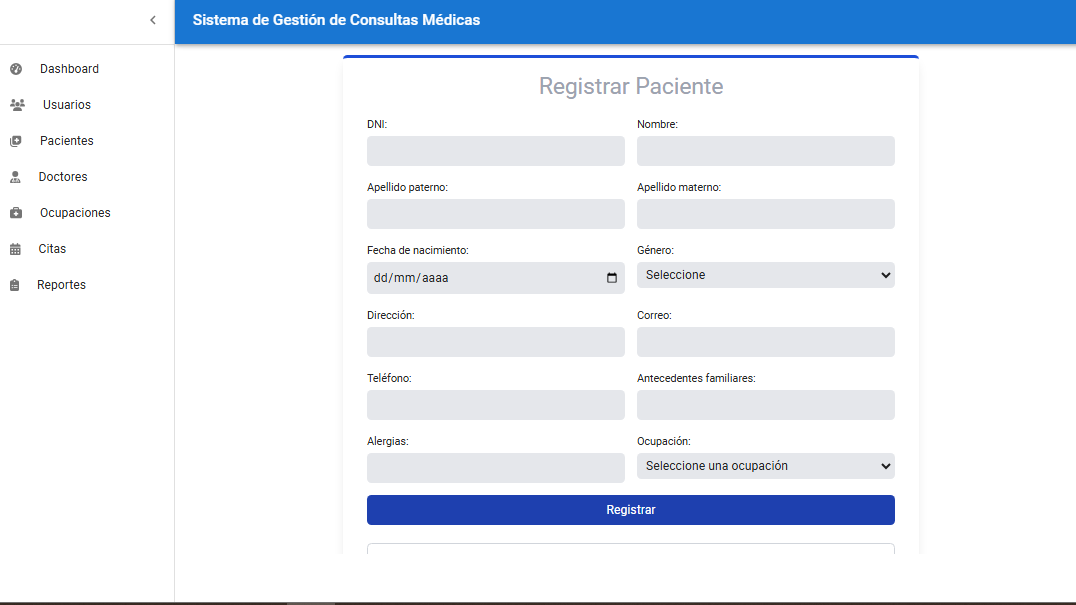 Sistema de Gestión de Consultas Médicas
Dashboard
Usuarios
Pacientes
Doctores
Ocupaciones
Citas
Reportes
Registrar Paciente
DNI:
Nombre:
Apellido paterno:
Apellido materno:
Fecha de nacimiento:
Género:
dd/mm/aaaa
Seleccione
Dirección:
Correo:
Teléfono:
Antecedentes familiares:
Alergias:
Ocupación:
Seleccione una ocupación
Registrar